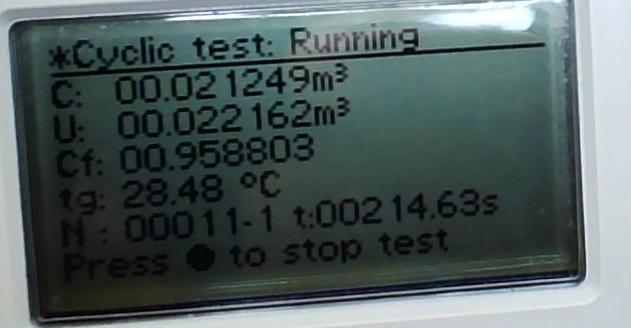 *Cyclic test: Running
C: 00.021249m³
U: 00.022162m³
Cf: 00.958803
tg: 28.48 °C
N : 00011-1 t:00214.63s
Press ● to stop test